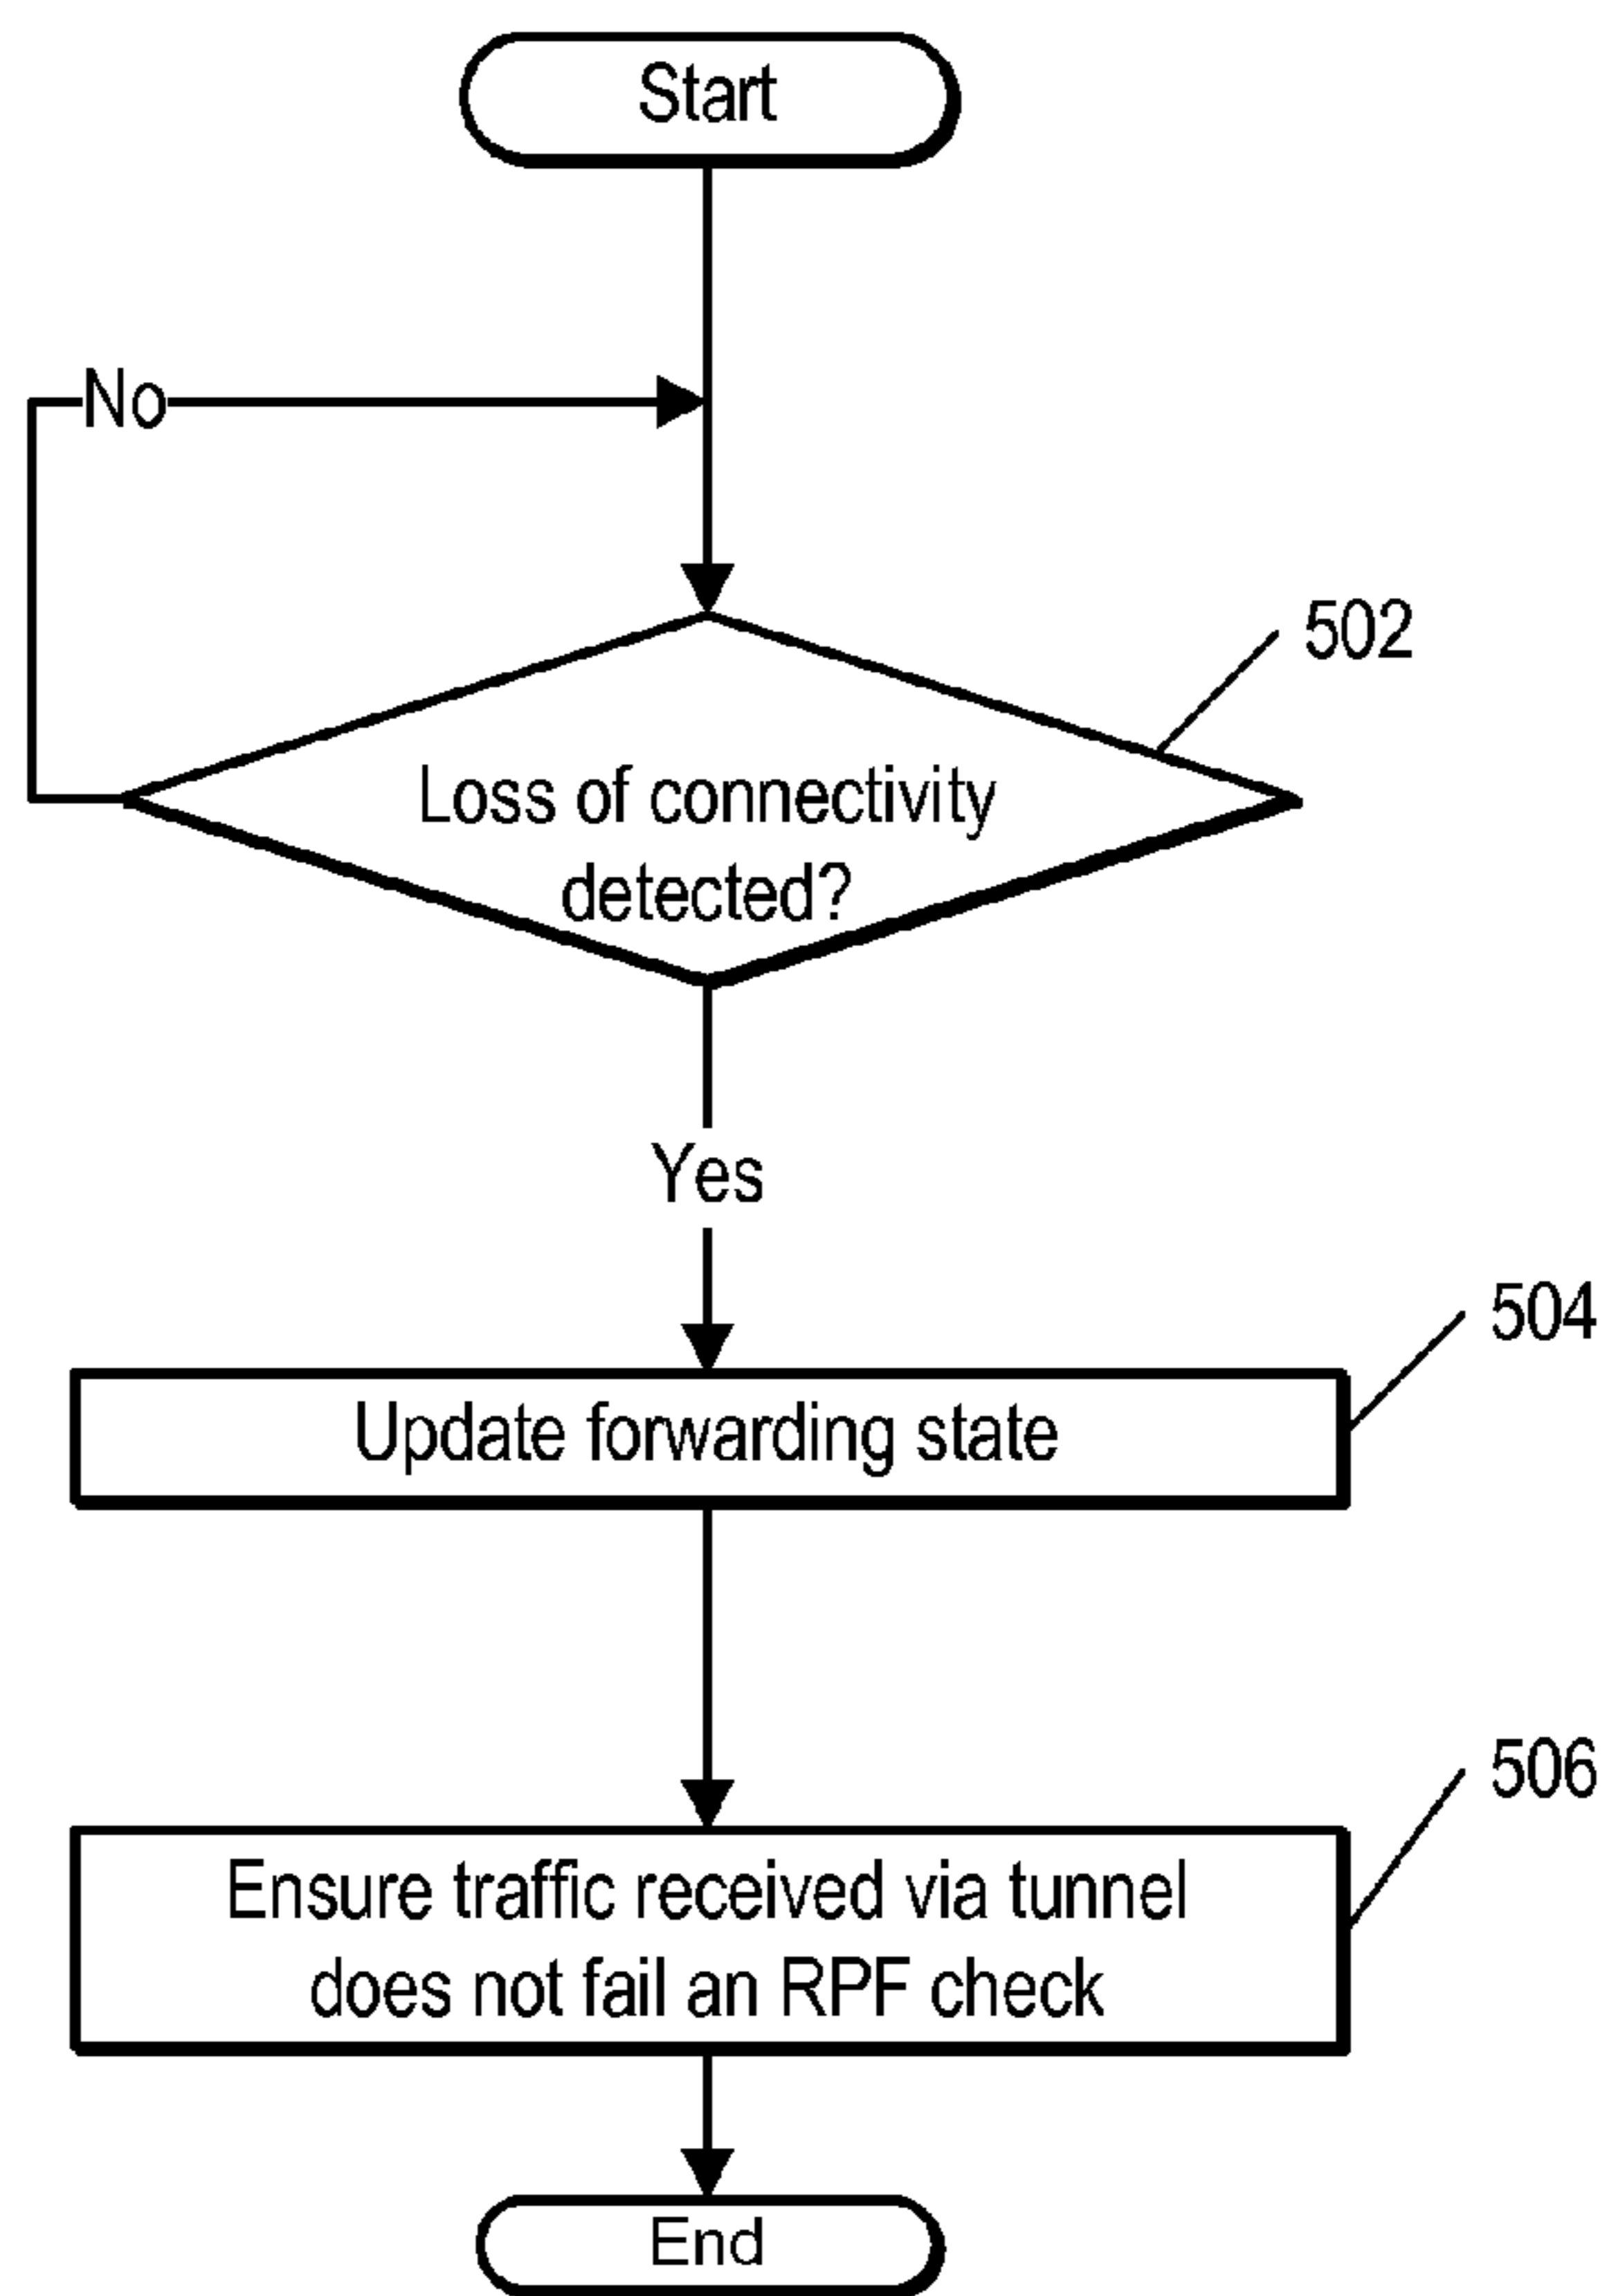 Start
No
502
Loss of connectivity
detected?
Yes
504
Update forwarding state
506
Ensure traffic received via tunnel
does not fail an RPF check
End